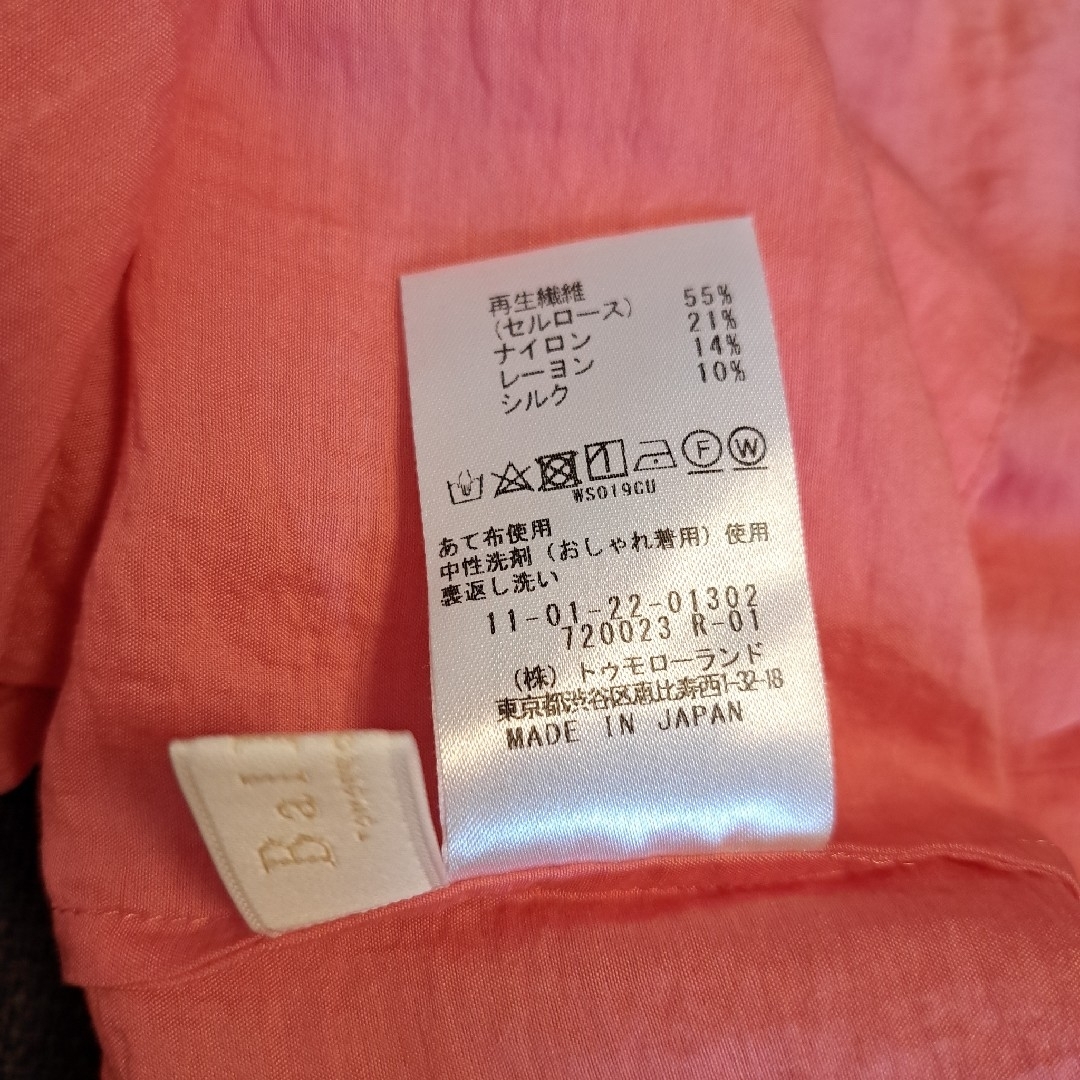 再生繊維 55%
(セルロース) 21%
ナイロン 14%
レーヨン 10%
シルク
WS019GU
あて布使用
中性洗剤（おしゃれ着用）使用
裏返し洗い
11-01-22-01302
720023 R-01
（株）トゥモローランド
東京都渋谷区恵比寿西1-32-18
MADE IN JAPAN
F
W
Bal